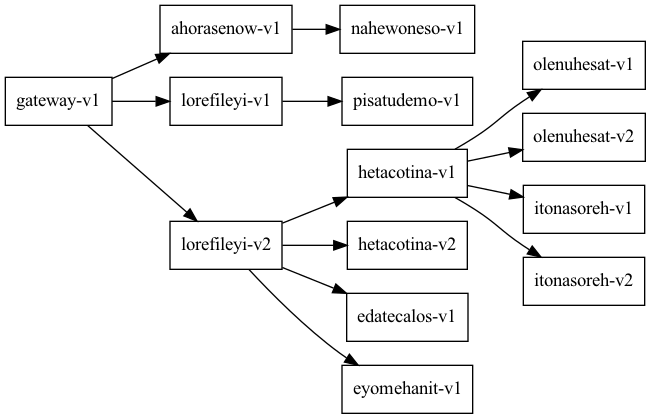 gateway-v1
ahorasenow-v1
nahewoneso-v1
lorefileyi-v1
pisatudemo-v1
lorefileyi-v2
hetacotina-v1
hetacotina-v2
edatecalos-v1
eyomehanit-v1
olenuhesat-v1
olenuhesat-v2
itonasoreh-v1
itonasoreh-v2